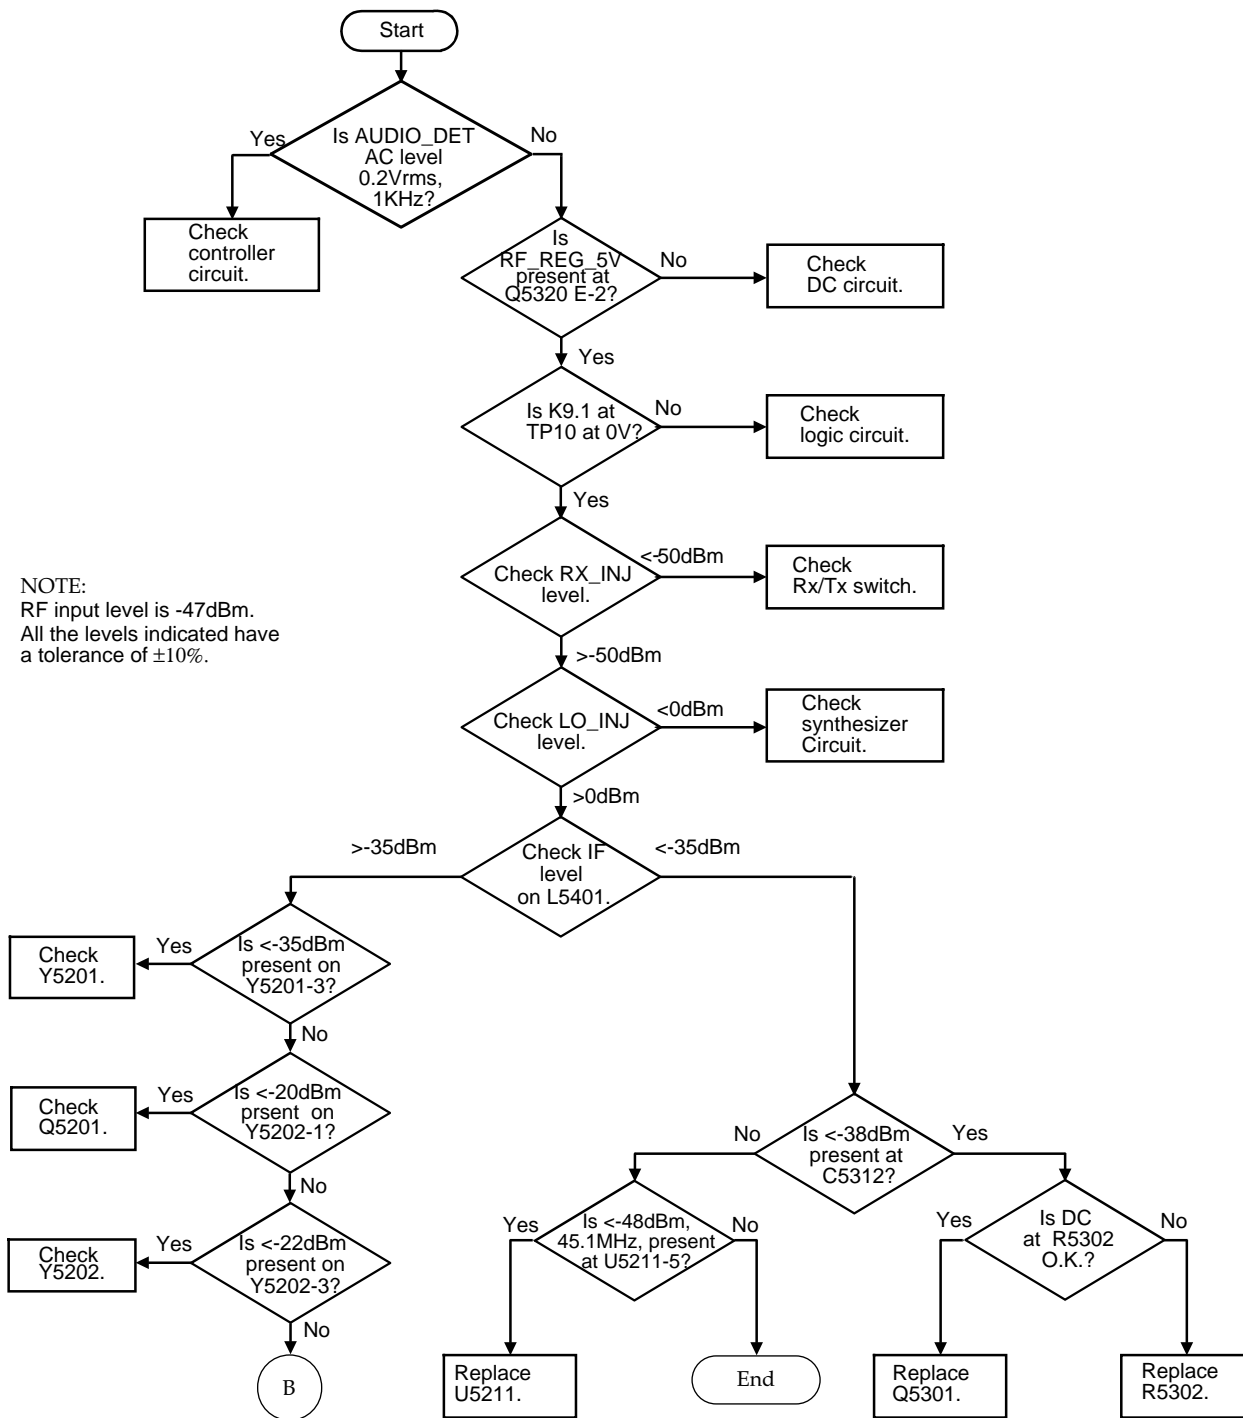 Start
Yes
No
Is AUDIO_DET
AC level
0.2Vrms,
1KHz?
Check
controller
circuit.
Is
RF_REG_5V
present at
Q5320 E-2?
No
Check
DC circuit.
Yes
Is K9.1 at
TP10 at 0V?
No
Check
logic circuit.
Yes
Check RX_INJ
level.
<-50dBm
Check
Rx/Tx switch.
NOTE:
RF input level is -47dBm.
All the levels indicated have
a tolerance of ±10%.
>-50dBm
Check LO_INJ
level.
<0dBm
Check
synthesizer
Circuit.
>0dBm
>-35dBm
Check IF
level
on L5401.
<-35dBm
Check
Y5201.
Yes
Is <-35dBm
present on
Y5201-3?
No
Check
Q5201.
Yes
Is <-20dBm
prsent on
Y5202-1?
No
Is <-38dBm
present at
C5312?
Yes
No
Check
Y5202.
Yes
Is <-22dBm
present on
Y5202-3?
Yes
Is <-48dBm,
45.1MHz, present
at U5211-5?
No
Yes
Is DC
at R5302
O.K.?
No
No
B
Replace
U5211.
End
Replace
Q5301.
Replace
R5302.